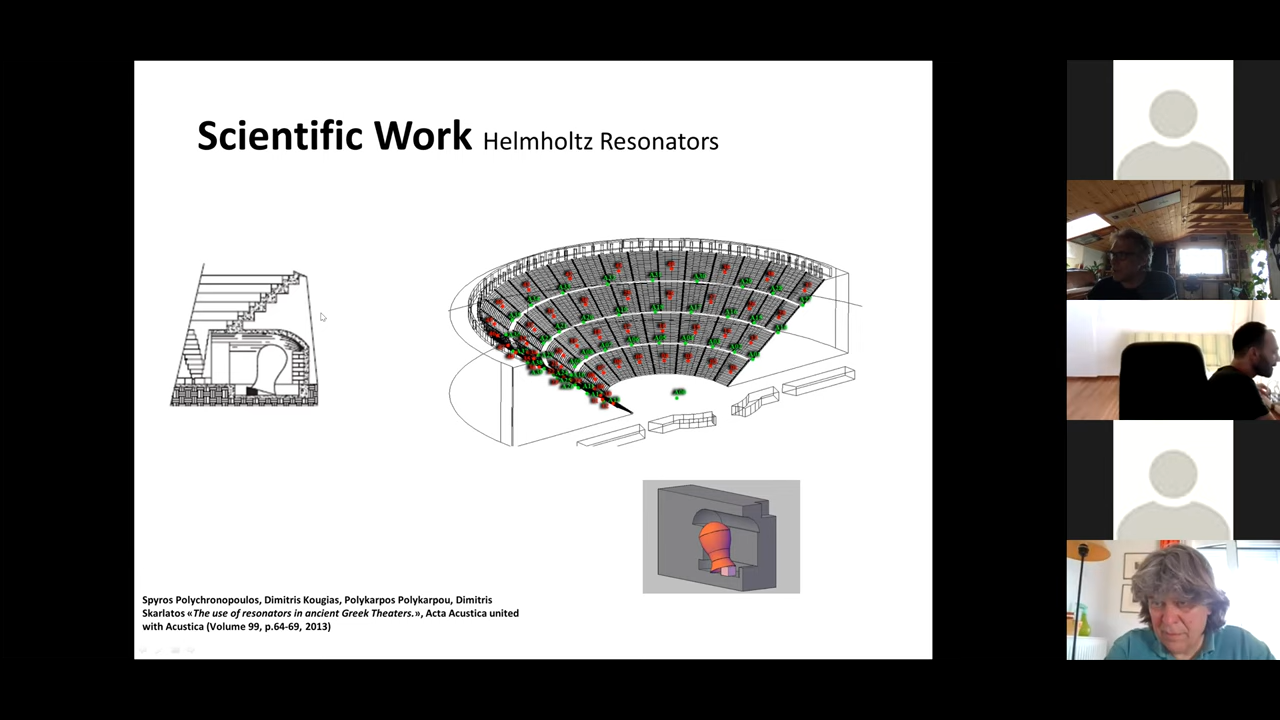 Scientific Work Helmholtz Resonators
Spyros Polychronopoulos, Dimitris Kougias, Polykarpos Polykarpou, Dimitris
Skarlatos «The use of resonators in ancient Greek Theaters.», Acta Acustica united
with Acustica (Volume 99, p.64-69, 2013)